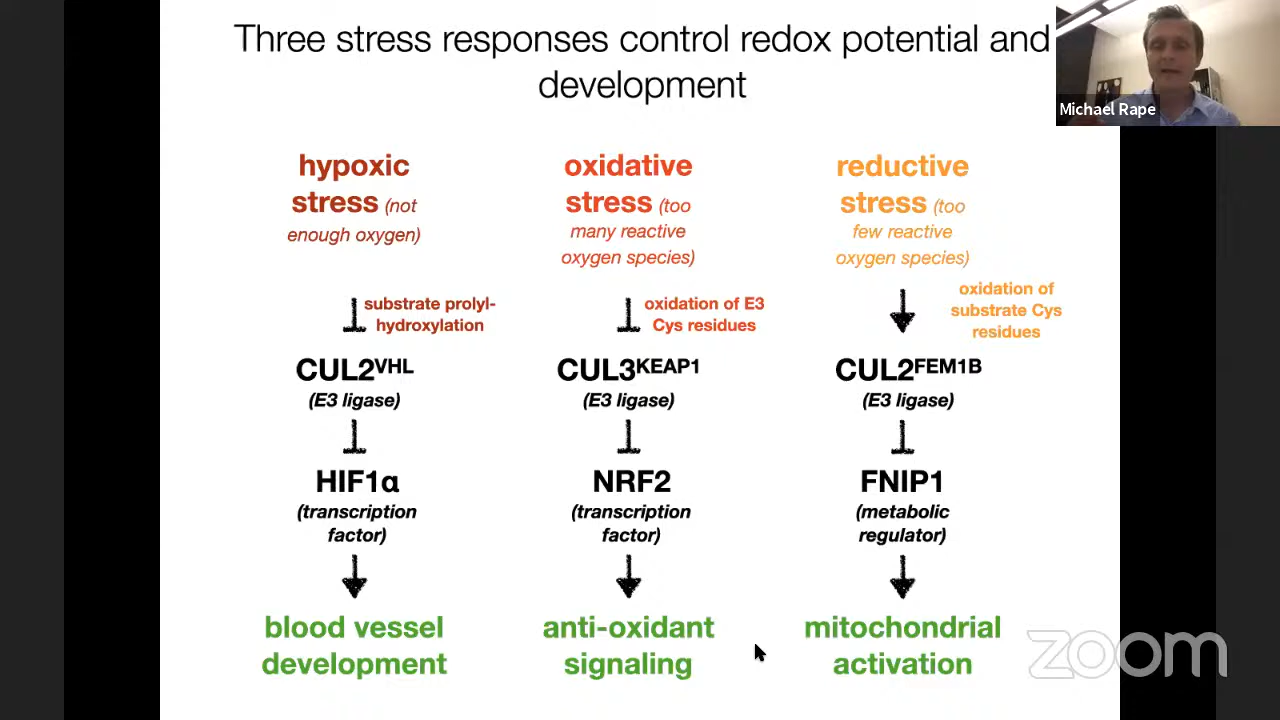 Three stress responses control redox potential and
development
Michael Rape
hypoxic
stress (not
enough oxygen)
oxidative
stress (too
many reactive
oxygen species)
reductive
stress (too
few reactive
oxygen species)
substrate prolyl-
hydroxylation
oxidation of E3
Cys residues
oxidation of
substrate Cys
residues
CUL2VHL
(E3 ligase)
CUL3KEAP1
(E3 ligase)
CUL2FEM1B
(E3 ligase)
HIF1α
(transcription
factor)
NRF2
(transcription
factor)
FNIP1
(metabolic
regulator)
blood vessel
development
anti-oxidant
signaling
mitochondrial
activation
zoom